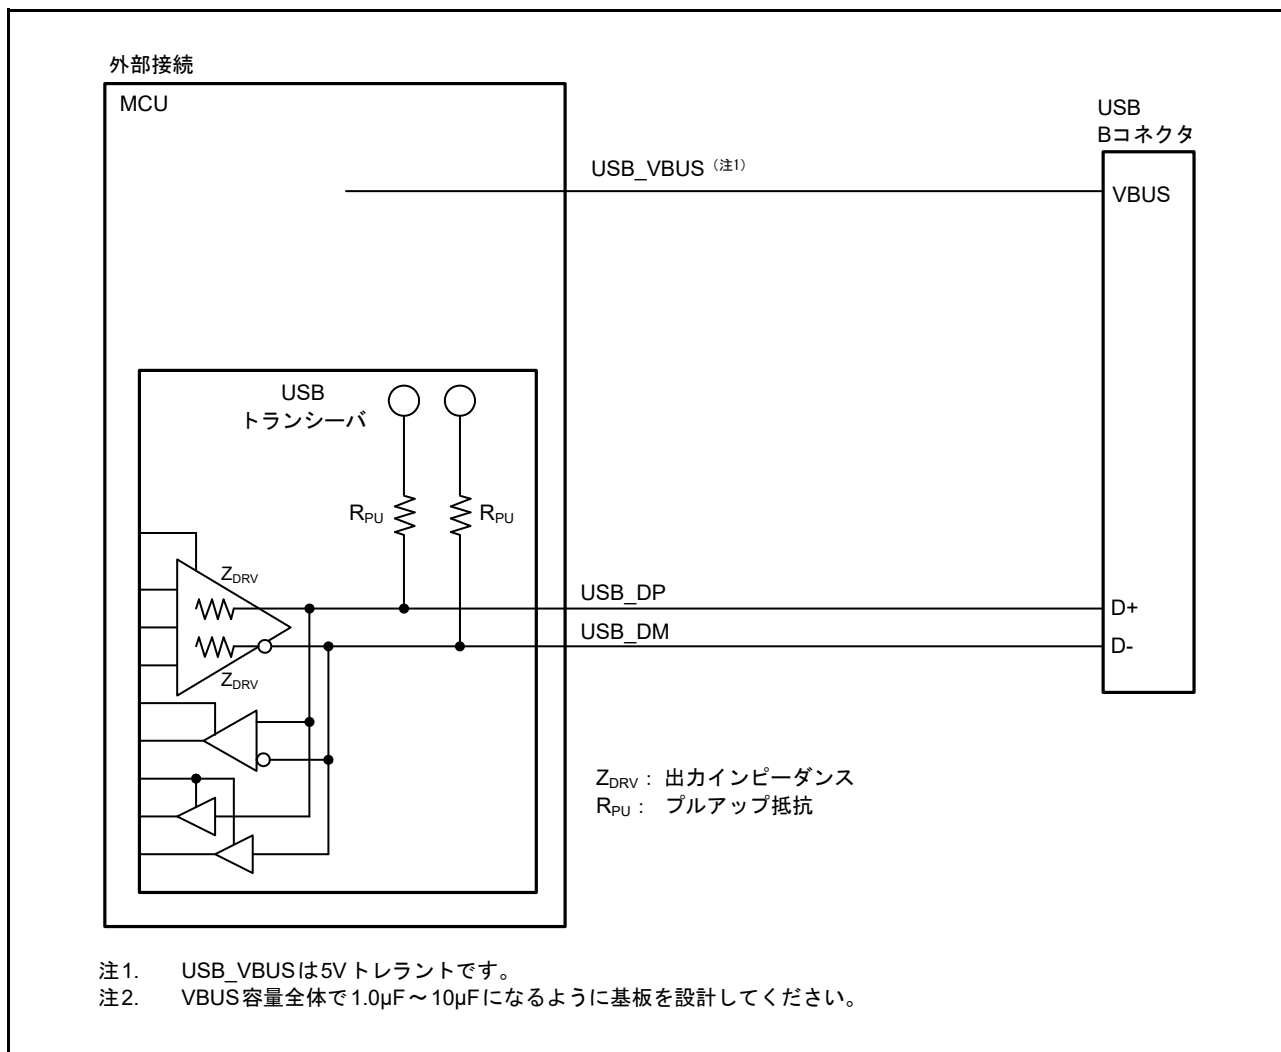 外部接続
MCU
USB
Bコネクタ
USB_VBUS（注1）
VBUS
USB
トランシーバ
RPU
RPU
ZDRV
USB_DP
D+
USB_DM
D-
ZDRV
ZDRV： 出力インピーダンス
RPU： プルアップ抵抗
注1. USB_VBUSは5Vトレラントです。
注2. VBUS容量全体で1.0μF～10μFになるように基板を設計してください。